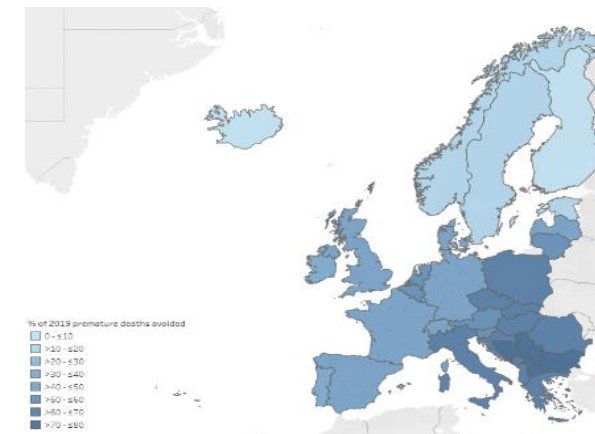 % of 2019 premature deaths avoided
0 - ≤10
>10 - ≤20
>20 - ≤30
>30 - ≤40
>40 - ≤50
>50 - ≤60
>60 - ≤70
>70 - ≤80